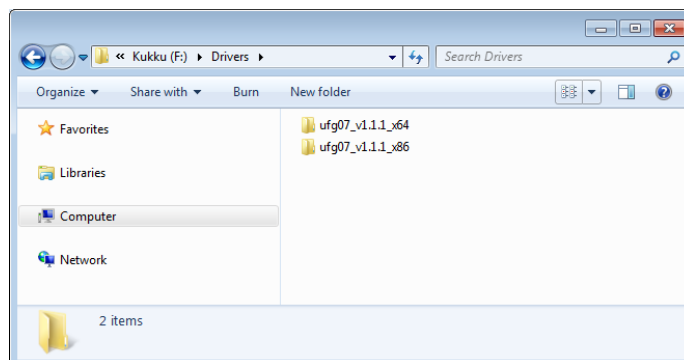 « Kukku (F:) ▸ Drivers ▸ Search Drivers
Organize Share with Burn New folder
Favorites
Libraries
Computer
Network
ufg07_v1.1.1_x64
ufg07_v1.1.1_x86
2 items